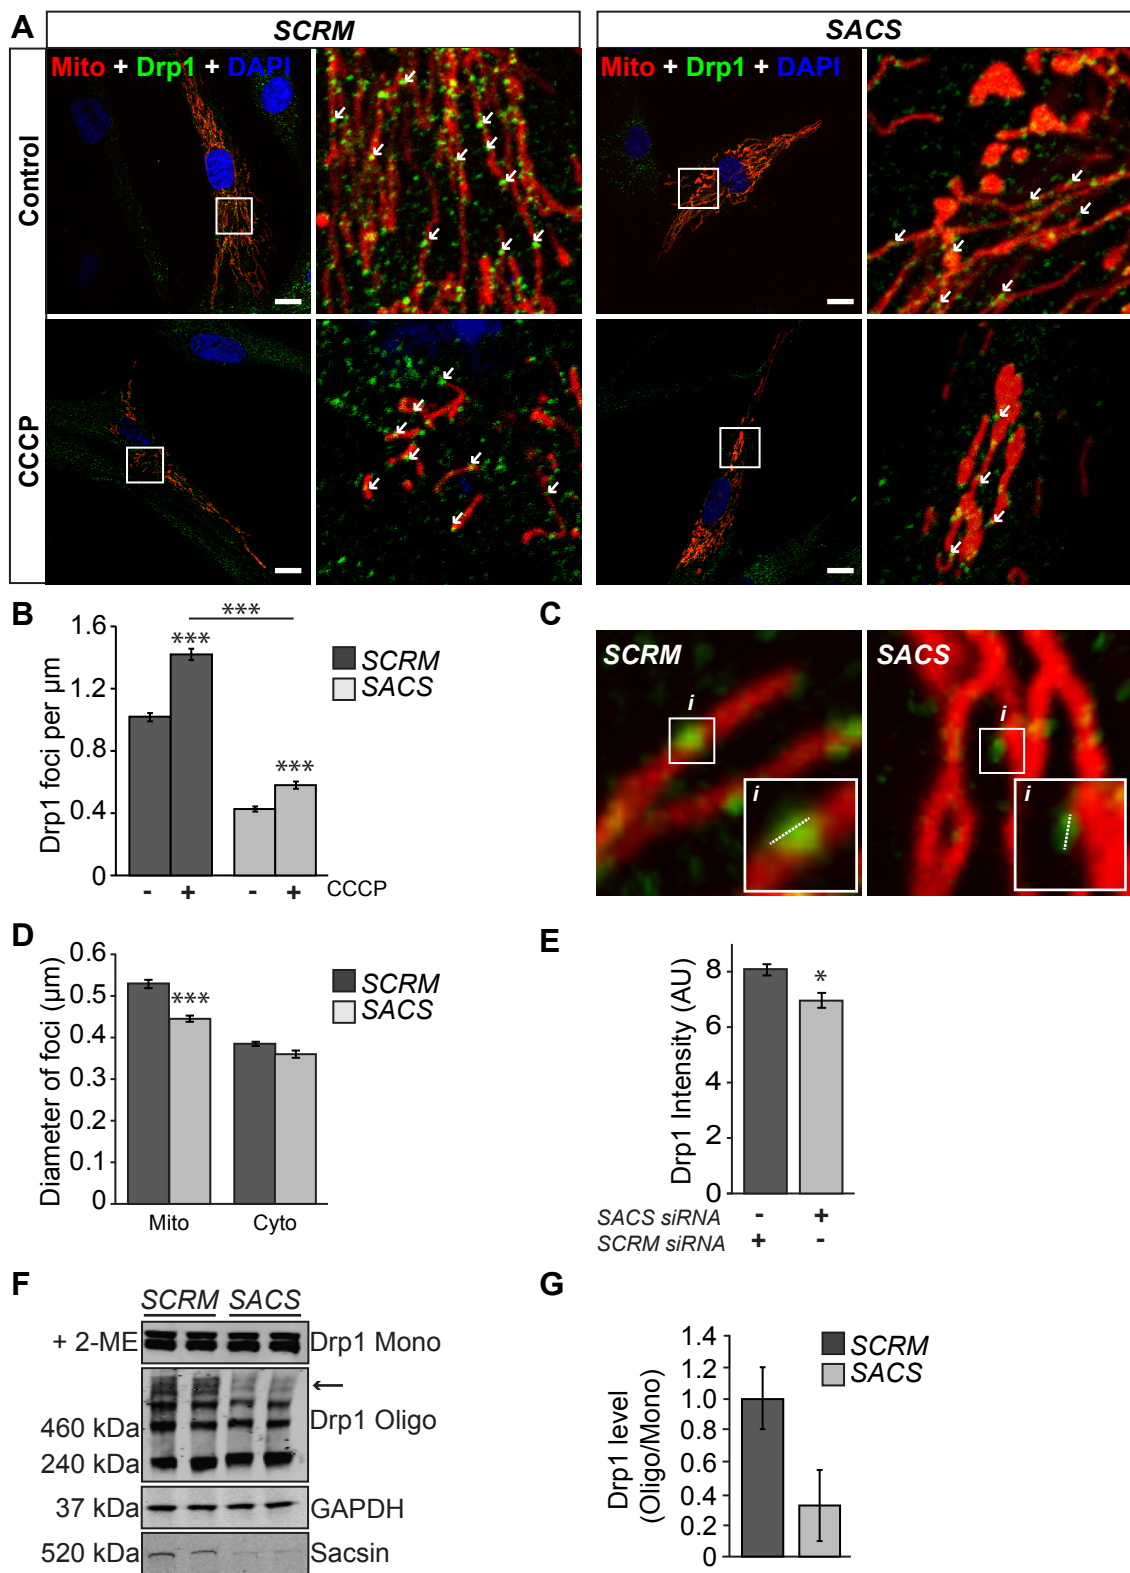 A
SCRM
SACS
Control
CCCP
Mito + Drp1 + DAPI
Mito + Drp1 + DAPI
B
Drp1 foci per μm
1.6
1.2
0.8
0.4
0
***
***
***
SCRM
SACS
- + - + CCCP
C
SCRM
i
i
SACS
i
i
D
Diameter of foci (μm)
0.6
0.5
0.4
0.3
0.2
0.1
0
***
SCRM
SACS
Mito Cyto
E
Drp1 Intensity (AU)
8
6
4
2
0
*
SACS siRNA - +
SCRM siRNA + -
F
SCRM SACS
+ 2-ME Drp1 Mono
Drp1 Oligo
460 kDa
240 kDa
37 kDa GAPDH
520 kDa Sacsin
G
Drp1 level
(Oligo/Mono)
1.4
1.2
1.0
0.8
0.6
0.4
0.2
0
SCRM
SACS